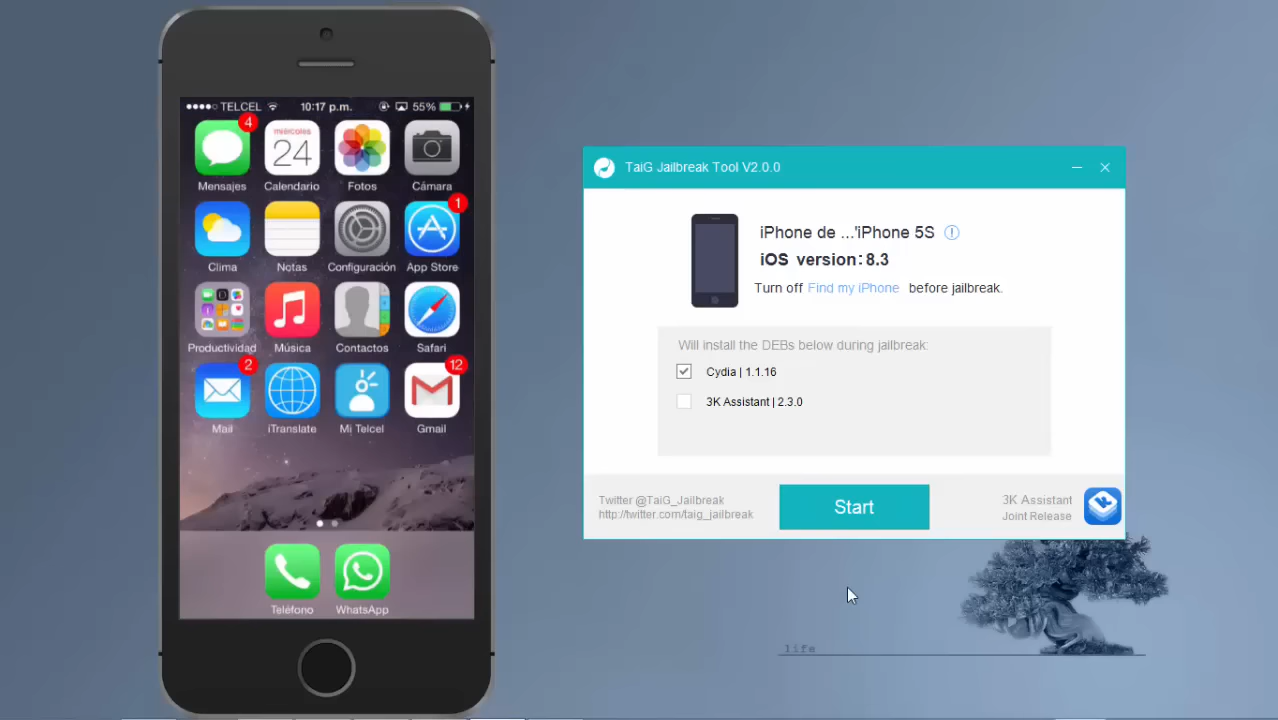 TELCEL 10:17 p.m. 55%
4
miércoles
24
Mensajes Calendario Fotos Cámara
1
Clima Notas Configuración App Store
Productividad Música Contactos Safari
2 12
Mail iTranslate Mi Telcel Gmail
Teléfono WhatsApp
TaiG Jailbreak Tool V2.0.0
iPhone de ...'iPhone 5S
iOS version: 8.3
Turn off Find my iPhone before jailbreak.
Will install the DEBs below during jailbreak:
Cydia | 1.1.16
3K Assistant | 2.3.0
Twitter @TaiG_Jailbreak
http://twitter.com/taig_jailbreak
Start
3K Assistant
Joint Release
life